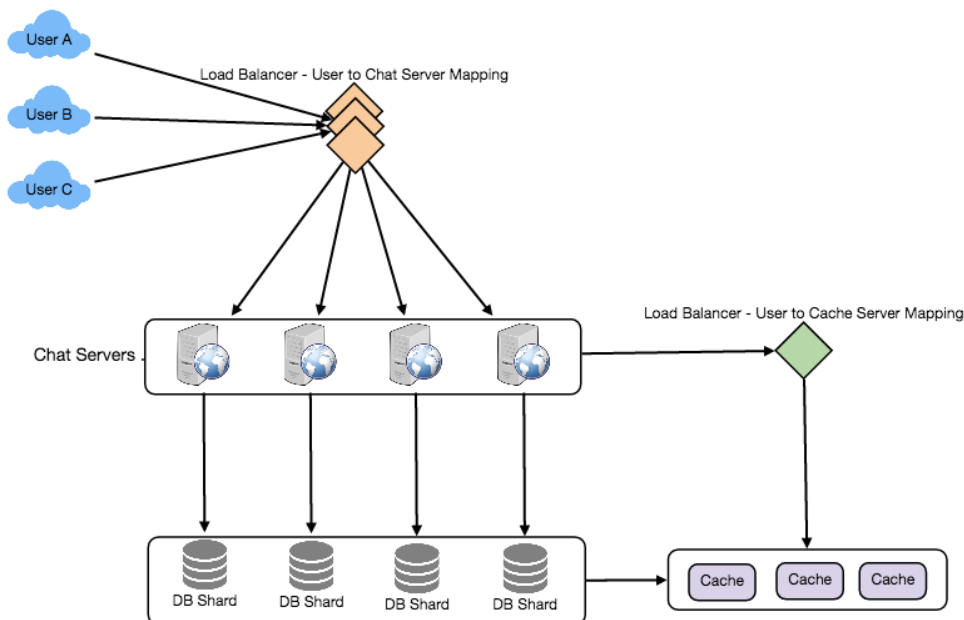 User A
Load Balancer - User to Chat Server Mapping
User B
User C
Load Balancer - User to Cache Server Mapping
Chat Servers
DB Shard
DB Shard
DB Shard
DB Shard
Cache
Cache
Cache